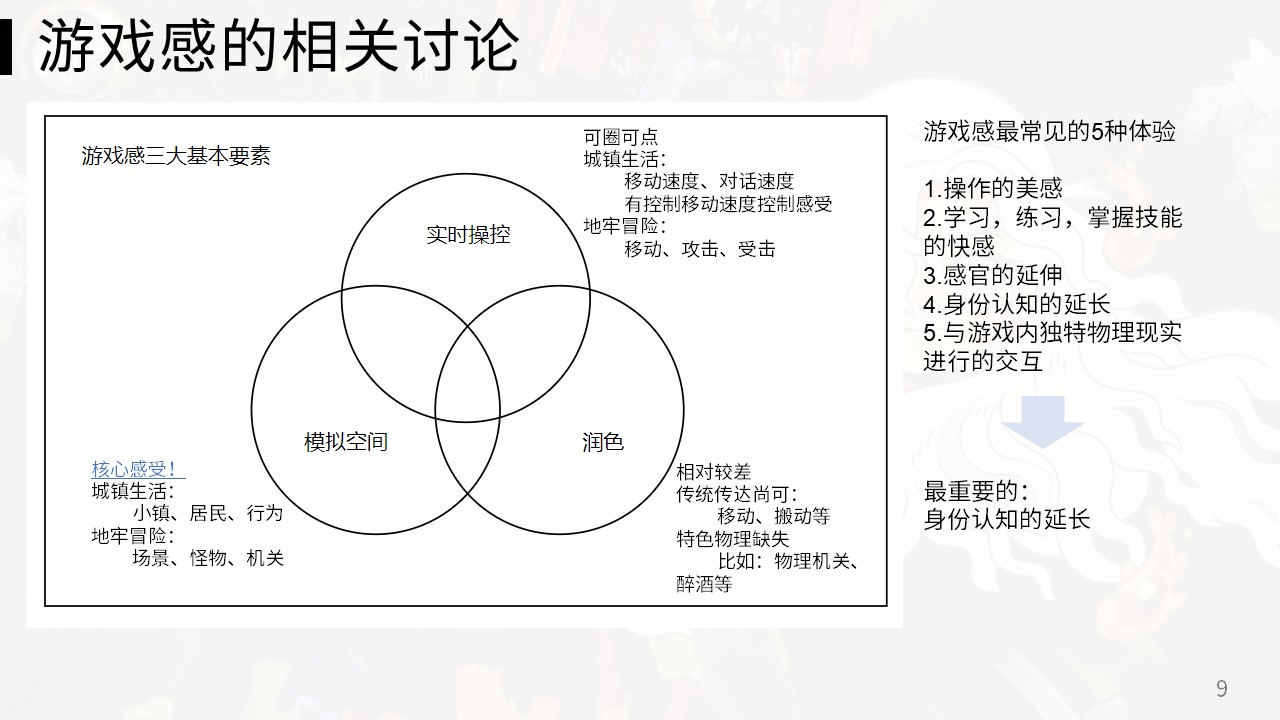 游戏感的相关讨论
游戏感三大基本要素
可圈可点
城镇生活：
移动速度、对话速度
有控制移动速度控制感受
地牢冒险：
移动、攻击、受击
实时操控
模拟空间
润色
核心感受！
城镇生活：
小镇、居民、行为
地牢冒险：
场景、怪物、机关
相对较差
传统传达尚可：
移动、搬动等
特色物理缺失
比如：物理机关、
醉酒等
游戏感最常见的5种体验
1.操作的美感
2.学习，练习，掌握技能
的快感
3.感官的延伸
4.身份认知的延长
5.与游戏内独特物理现实
进行的交互
最重要的：
身份认知的延长
9